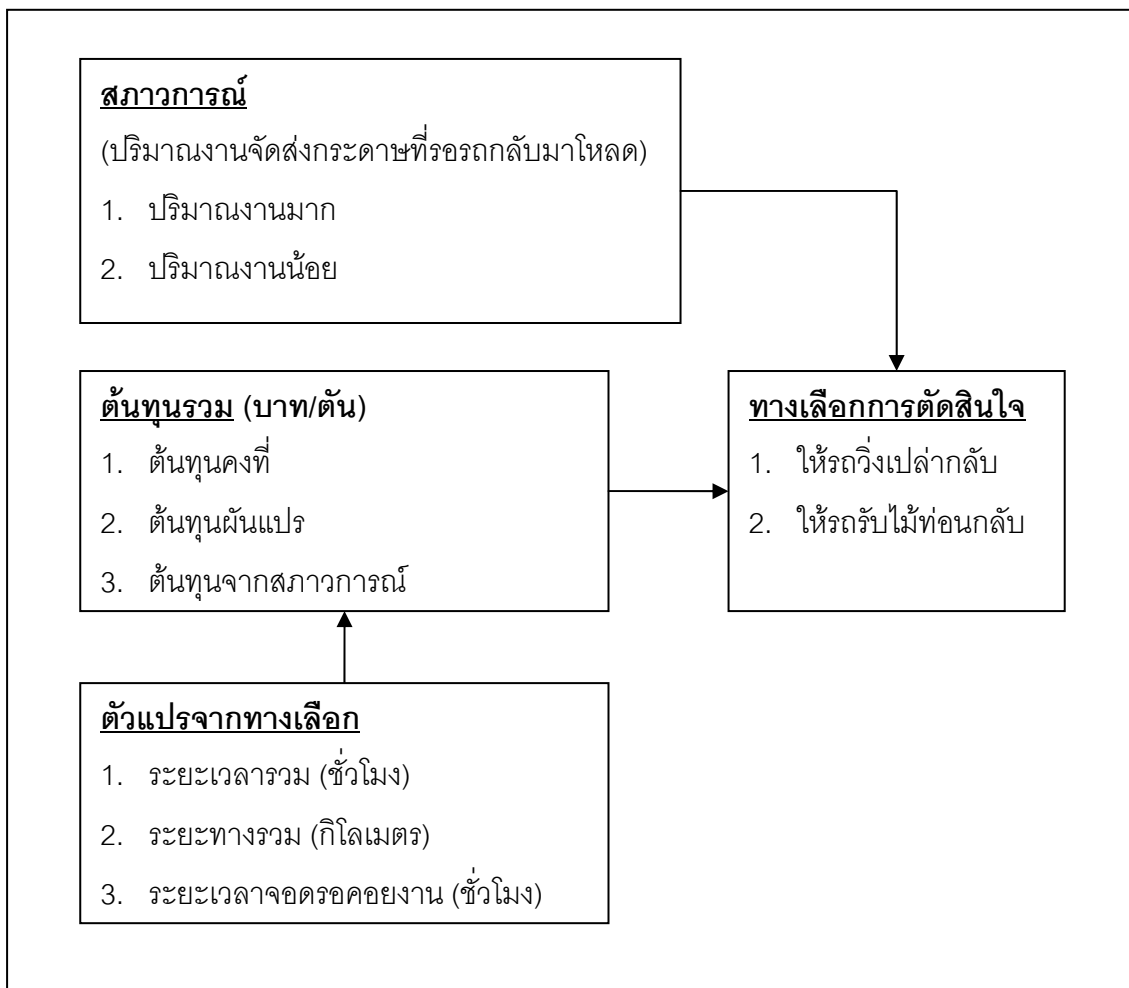 สภาวการณ์
(ปริมาณงานจัดส่งกระดาษที่รอรถกลับมาโหลด)
1. ปริมาณงานมาก
2. ปริมาณงานน้อย
ต้นทุนรวม (บาท/ตัน)
1. ต้นทุนคงที่
2. ต้นทุนผันแปร
3. ต้นทุนจากสภาวการณ์
ทางเลือกการตัดสินใจ
1. ให้รถวิ่งเปล่ากลับ
2. ให้รถรับไม้ท่อนกลับ
ตัวแปรจากทางเลือก
1. ระยะเวลารวม (ชั่วโมง)
2. ระยะทางรวม (กิโลเมตร)
3. ระยะเวลาจอดรอคอยงาน (ชั่วโมง)